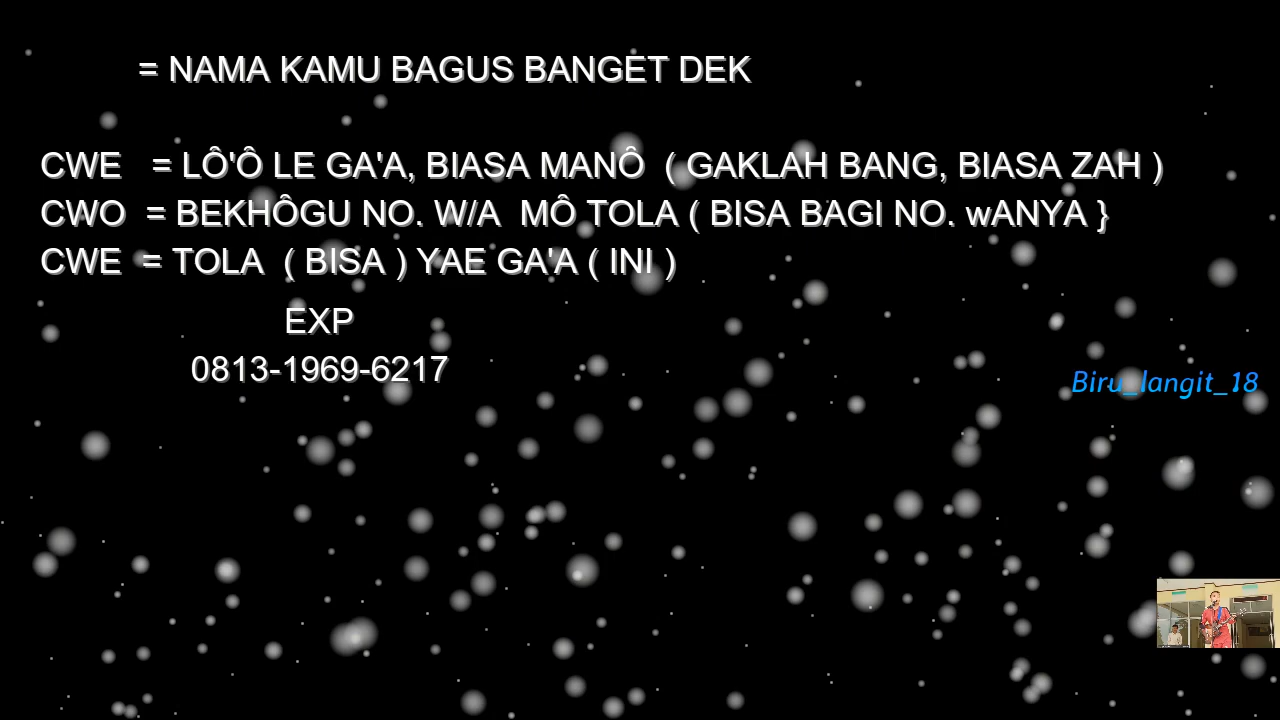 = NAMA KAMU BAGUS BANGET DEK
CWE = LÔ'Ô LE GA'A, BIASA MANÔ ( GAKLAH BANG, BIASA ZAH )
CWO = BEKHÔGU NO. W/A MÔ TOLA ( BISA BAGI NO. wANYA }
CWE = TOLA ( BISA ) YAE GA'A ( INI )
EXP
0813-1969-6217
Biru_langit_18